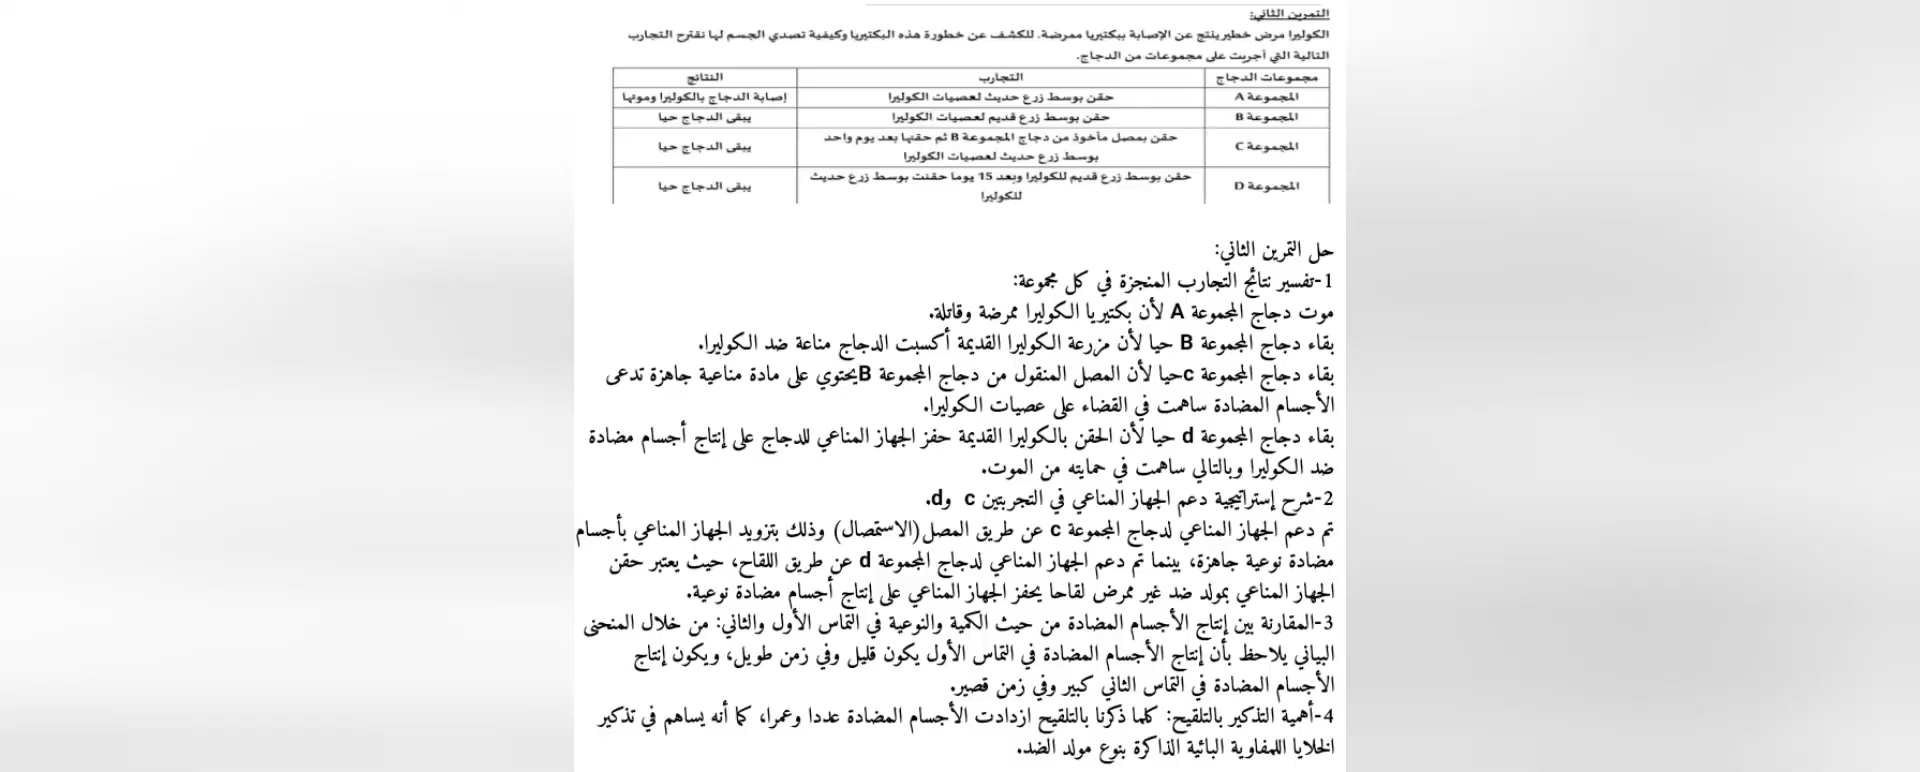 التمرين الثاني:
الكوليرا مرض خطير ينتج عن الإصابة ببكتيريا ممرضة. للكشف عن خطورة هذه البكتيريا وكيفية تصدي الجسم لها نقترح التجارب
التالية التي أجريت على مجموعات من الدجاج.
مجموعات الدجاج التجارب النتائج
المجموعة A حقن بوسط زرع حديث لعصيات الكوليرا إصابة الدجاج بالكوليرا وموتها
المجموعة B حقن بوسط زرع قديم لعصيات الكوليرا يبقى الدجاج حيا
المجموعة C حقن بمصل مأخوذ من دجاج المجموعة B ثم حقنها بعد يوم واحد
بوسط زرع حديث لعصيات الكوليرا يبقى الدجاج حيا
المجموعة D حقن بوسط زرع قديم للكوليرا وبعد 15 يوما حقنت بوسط زرع حديث
للكوليرا يبقى الدجاج حيا
حل التمرين الثاني:
1-تفسير نتائج التجارب المنجزة في كل مجموعة:
موت دجاج المجموعة A لأن بكتيريا الكوليرا ممرضة وقاتلة.
بقاء دجاج المجموعة B حيا لأن مزرعة الكوليرا القديمة أكسبت الدجاج مناعة ضد الكوليرا.
بقاء دجاج المجموعة cحيا لأن المصل المنقول من دجاج المجموعة Bيحتوي على مادة مناعية جاهزة تدعى
الأجسام المضادة ساهمت في القضاء على عصيات الكوليرا.
بقاء دجاج المجموعة d حيا لأن الحقن بالكوليرا القديمة حفز الجهاز المناعي للدجاج على إنتاج أجسام مضادة
ضد الكوليرا وبالتالي ساهمت في حمايته من الموت.
2-شرح إستراتيجية دعم الجهاز المناعي في التجربتين c وd.
تم دعم الجهاز المناعي لدجاج المجموعة c عن طريق المصل(الاستمصال) وذلك بتزويد الجهاز المناعي بأجسام
مضادة نوعية جاهزة، بينما تم دعم الجهاز المناعي لدجاج المجموعة d عن طريق اللقاح، حيث يعتبر حقن
الجهاز المناعي بمولد ضد غير ممرض لقاحا يحفز الجهاز المناعي على إنتاج أجسام مضادة نوعية.
3-المقارنة بين إنتاج الأجسام المضادة من حيث الكمية والنوعية في التماس الأول والثاني: من خلال المنحنى
البياني يلاحظ بأن إنتاج الأجسام المضادة في التماس الأول يكون قليل وفي زمن طويل، ويكون إنتاج
الأجسام المضادة في التماس الثاني كبير وفي زمن قصير.
4-أهمية التذكير بالتلقيح: كلما ذكرنا بالتلقيح ازدادت الأجسام المضادة عددا وعمرا، كما أنه يساهم في تذكير
الخلايا اللمفاوية البائية الذاكرة بنوع مولد الضد.